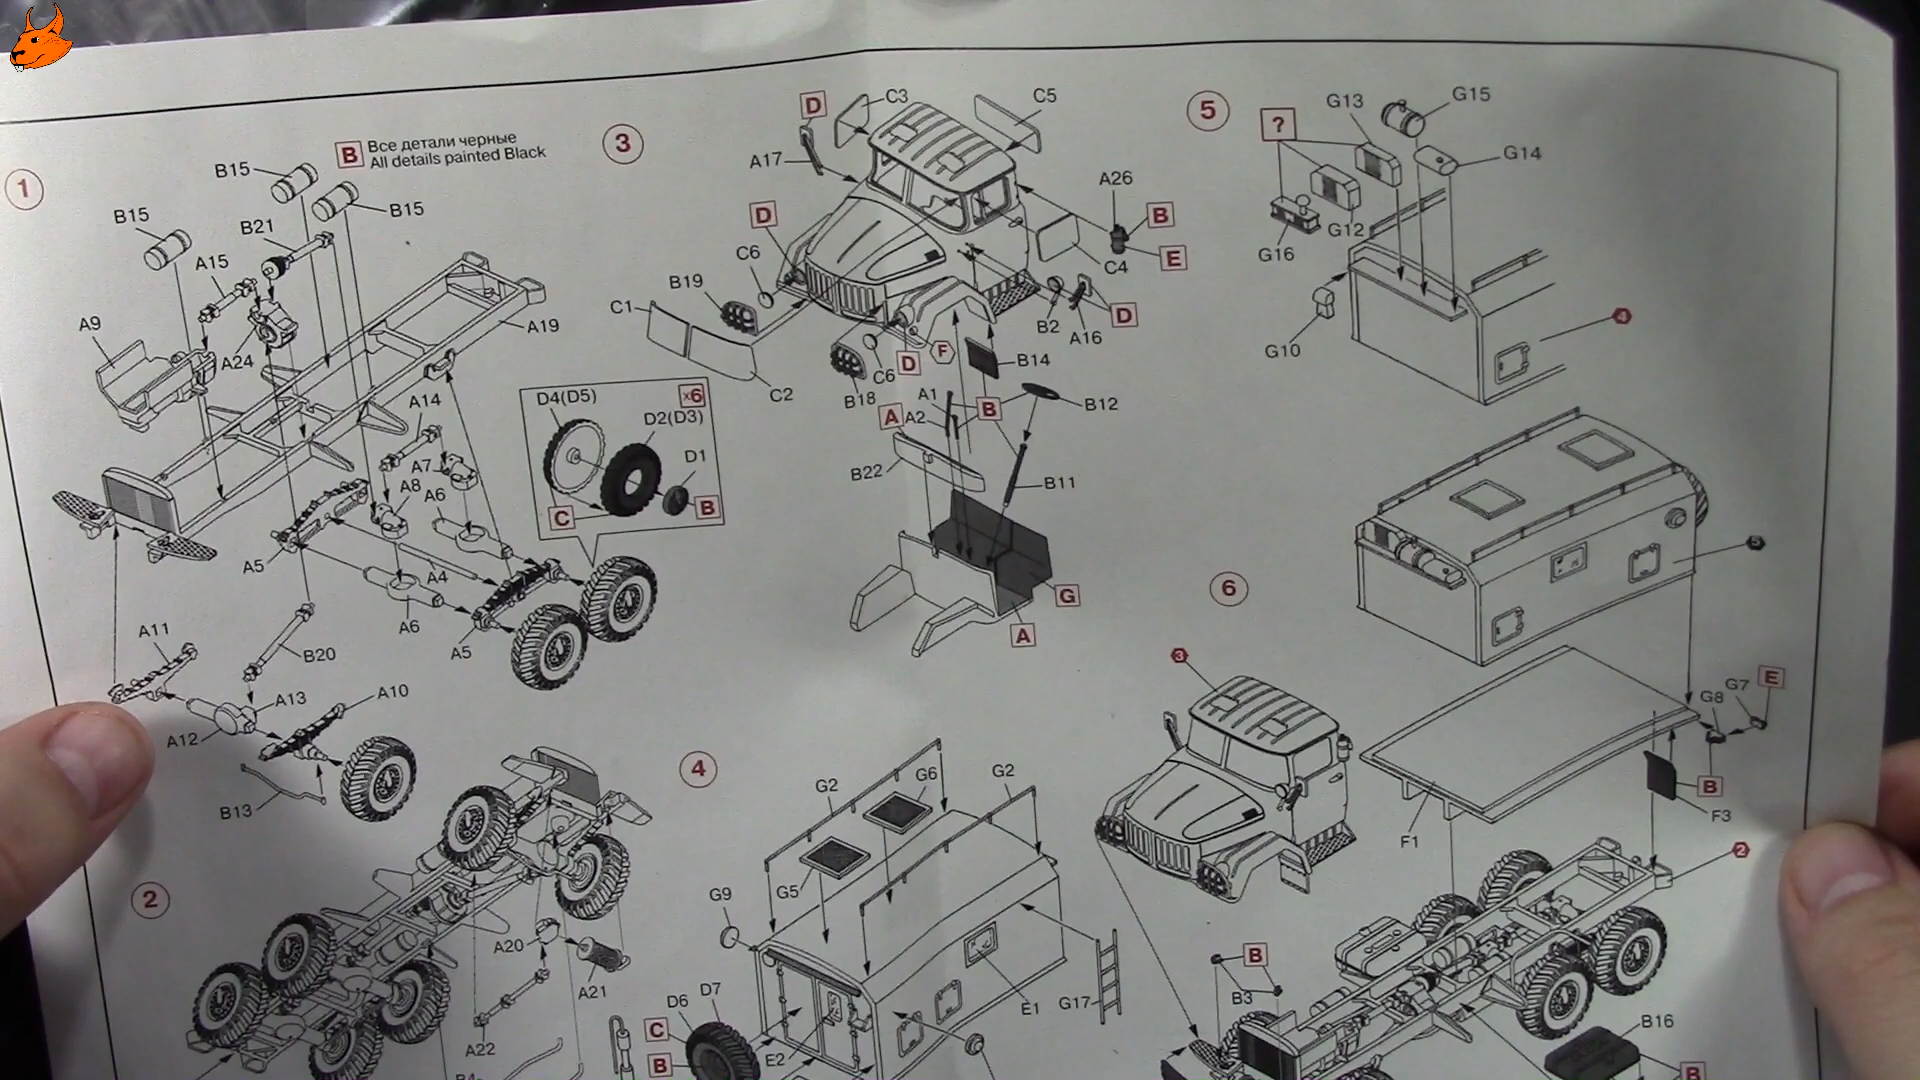 1
B Все детали черные
All details painted Black
B15
B15
B15
B21
A15
A9
A24
A19
A14
A7
A8
A6
A5
A4
A6
A5
D4(D5)
x6
D2(D3)
D1
C
B
A11
B20
A13
A10
A12
B13
2
A20
A21
A22
B4
3
D
C3
C5
A17
A26
B
E
D
C6
C4
B19
C1
B2
A16
D
F
D
C6
B18
C2
B14
A1
A
A2
B
B12
B22
B11
G
A
4
G2
G6
G2
G5
G9
D7
D6
C
B
E2
E1
G17
5
?
G13
G15
G14
G12
G16
G10
4
6
5
3
E
G7
G8
B
F3
F1
2
B
B3
B16
B